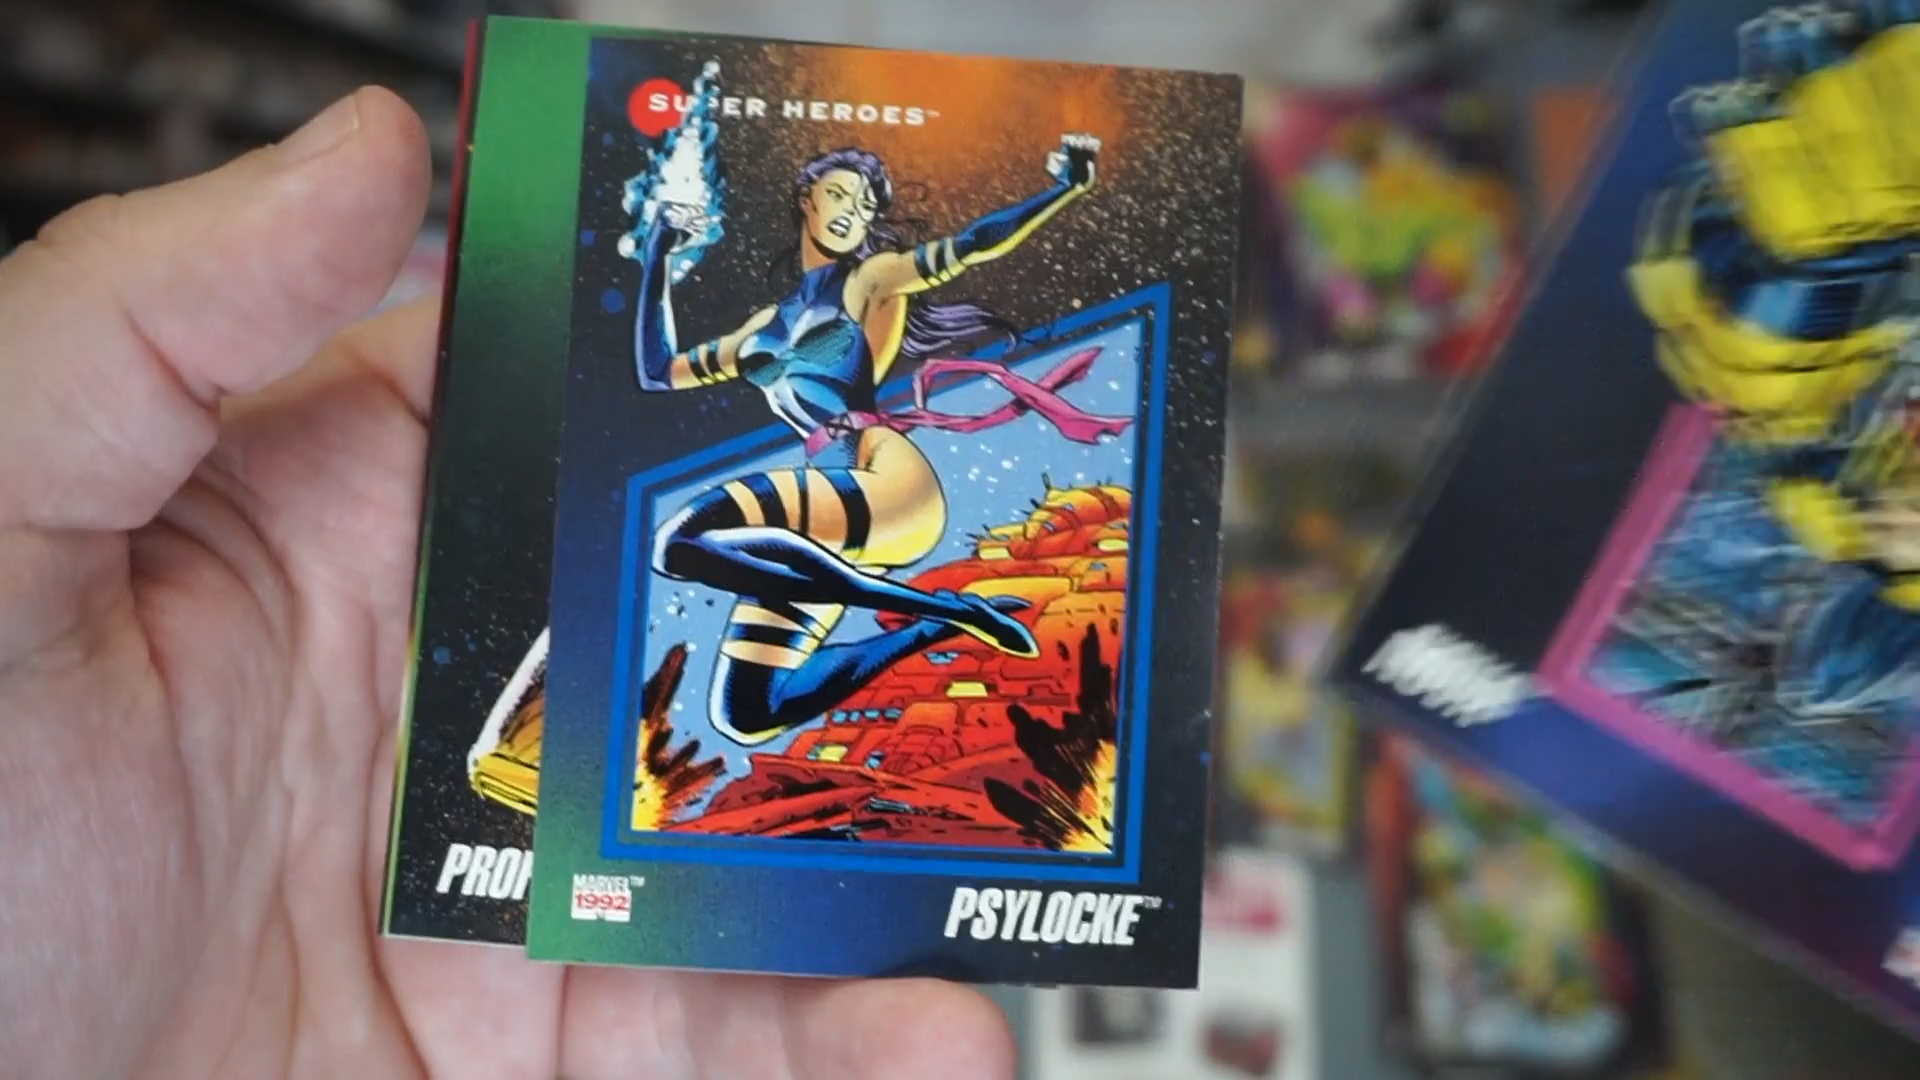 SUPER HEROES™
PROF
MARVEL™
1992
PSYLOCKE™